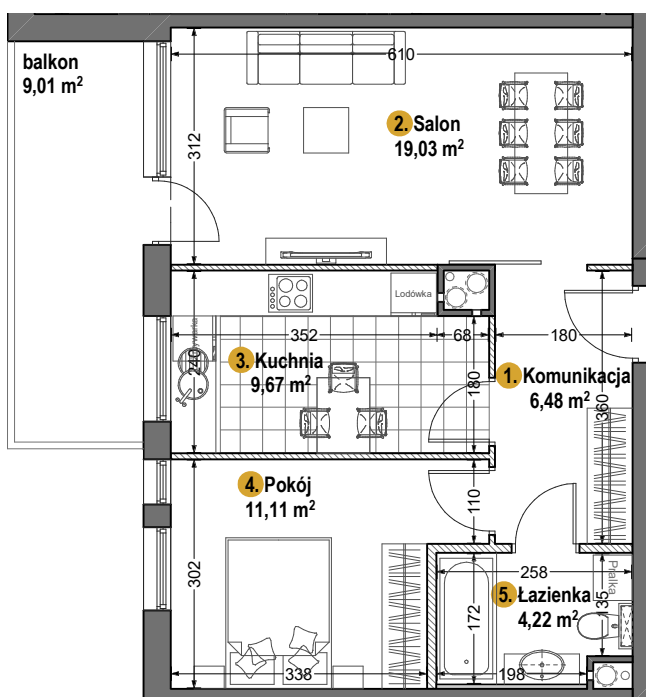 balkon
9,01 m²
610
2. Salon
19,03 m²
312
Lodówka
352
68
180
3. Kuchnia
9,67 m²
240
180
1. Komunikacja
6,48 m²
360
4. Pokój
11,11 m²
110
302
258
Pralka
5. Łazienka
4,22 m²
135
172
338
198